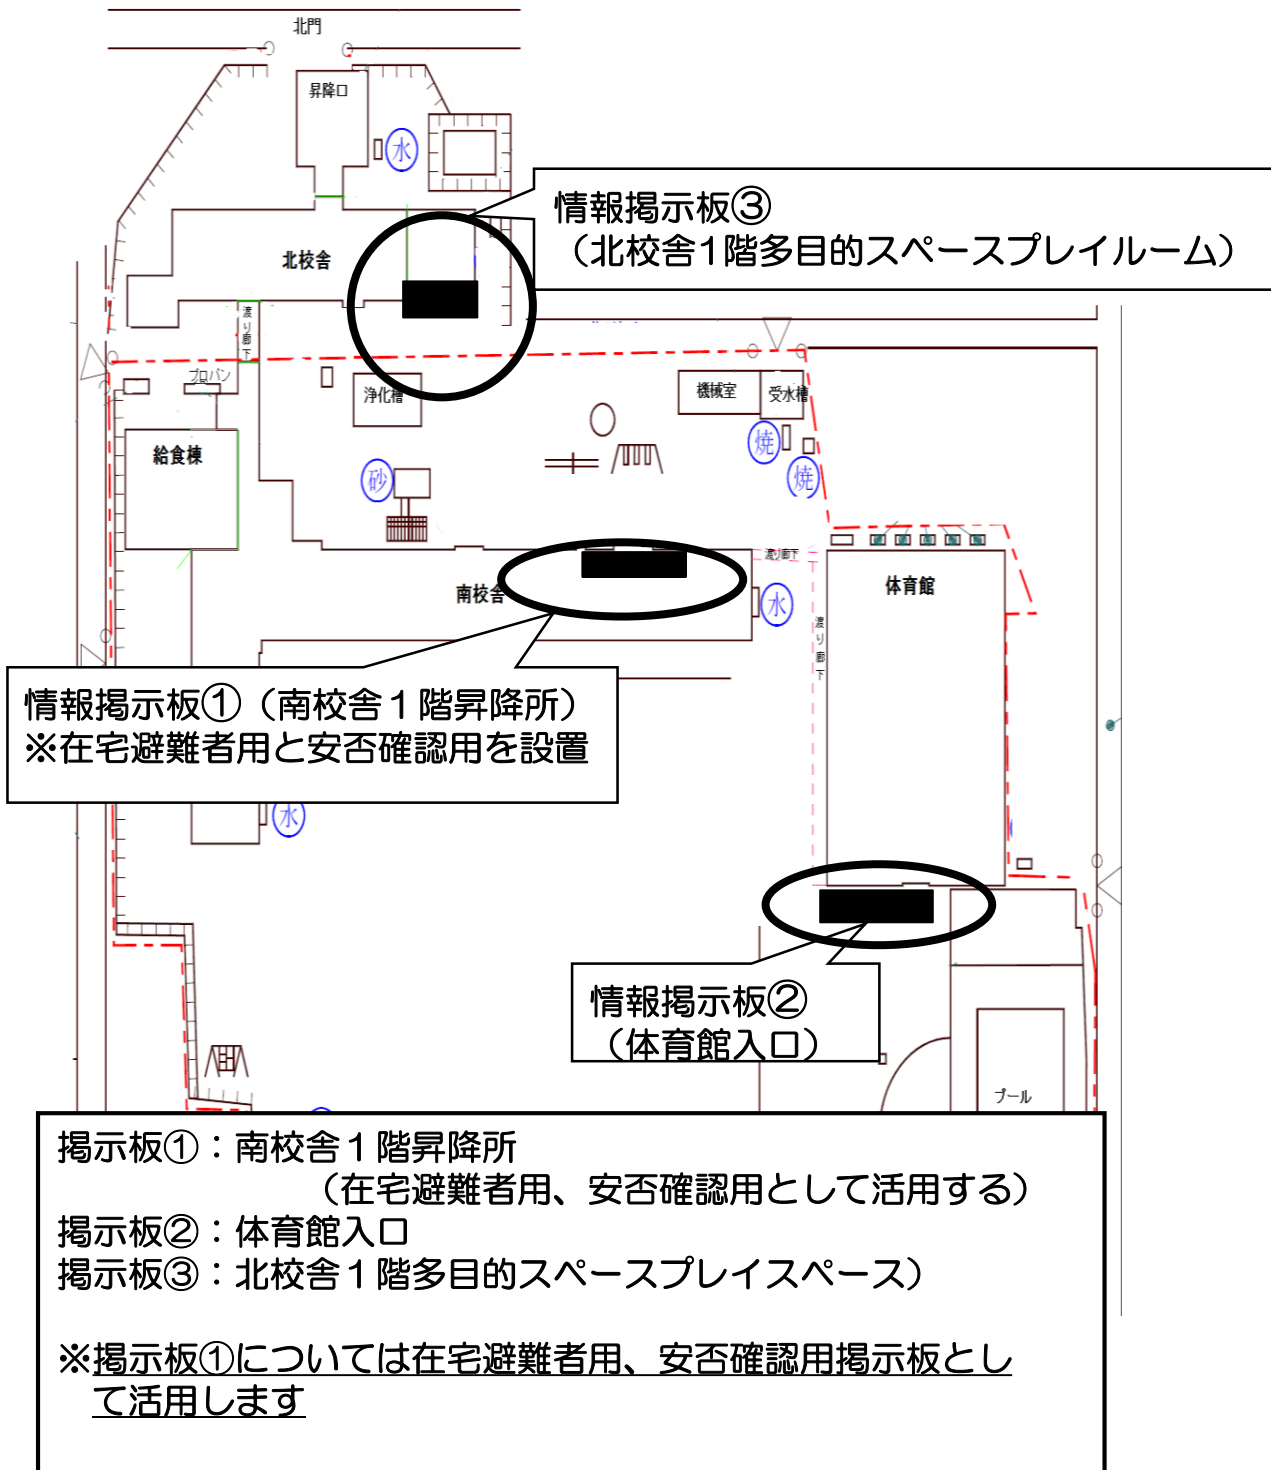 北門
昇降口
水
情報掲示板③
（北校舎1階多目的スペースプレイルーム）
北校舎
渡り廊下
プロパン
浄化槽
機械室
受水槽
給食棟
焼
焼
砂
渡り廊下
体育館
南校舎
水
渡り廊下
情報掲示板①（南校舎１階昇降所）
※在宅避難者用と安否確認用を設置
水
情報掲示板②
（体育館入口）
プール
掲示板①：南校舎１階昇降所
（在宅避難者用、安否確認用として活用する）
掲示板②：体育館入口
掲示板③：北校舎１階多目的スペースプレイスペース）
※掲示板①については在宅避難者用、安否確認用掲示板とし
て活用します